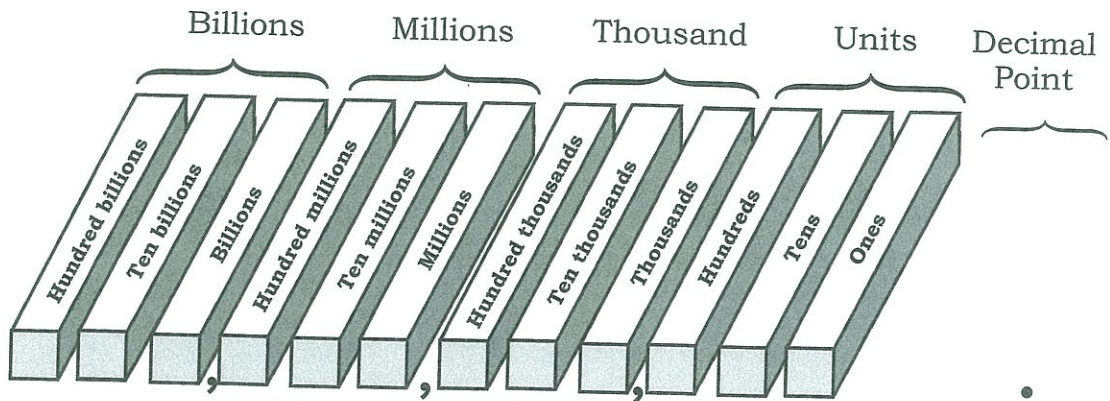 Billions Millions Thousand Units Decimal Point
Hundred billions
Ten billions
Billions
Hundred millions
Ten millions
Millions
Hundred thousands
Ten thousands
Thousands
Hundreds
Tens
Ones
, , , .